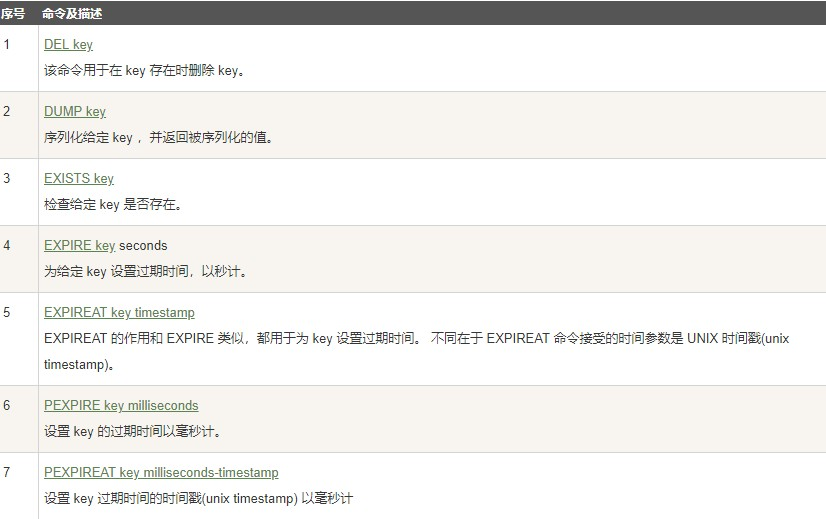 序号 命令及描述
1 DEL key
该命令用于在 key 存在时删除 key。
2 DUMP key
序列化给定 key ，并返回被序列化的值。
3 EXISTS key
检查给定 key 是否存在。
4 EXPIRE key seconds
为给定 key 设置过期时间，以秒计。
5 EXPIREAT key timestamp
EXPIREAT 的作用和 EXPIRE 类似，都用于为 key 设置过期时间。 不同在于 EXPIREAT 命令接受的时间参数是 UNIX 时间戳(unix
timestamp)。
6 PEXPIRE key milliseconds
设置 key 的过期时间以毫秒计。
7 PEXPIREAT key milliseconds-timestamp
设置 key 过期时间的时间戳(unix timestamp) 以毫秒计